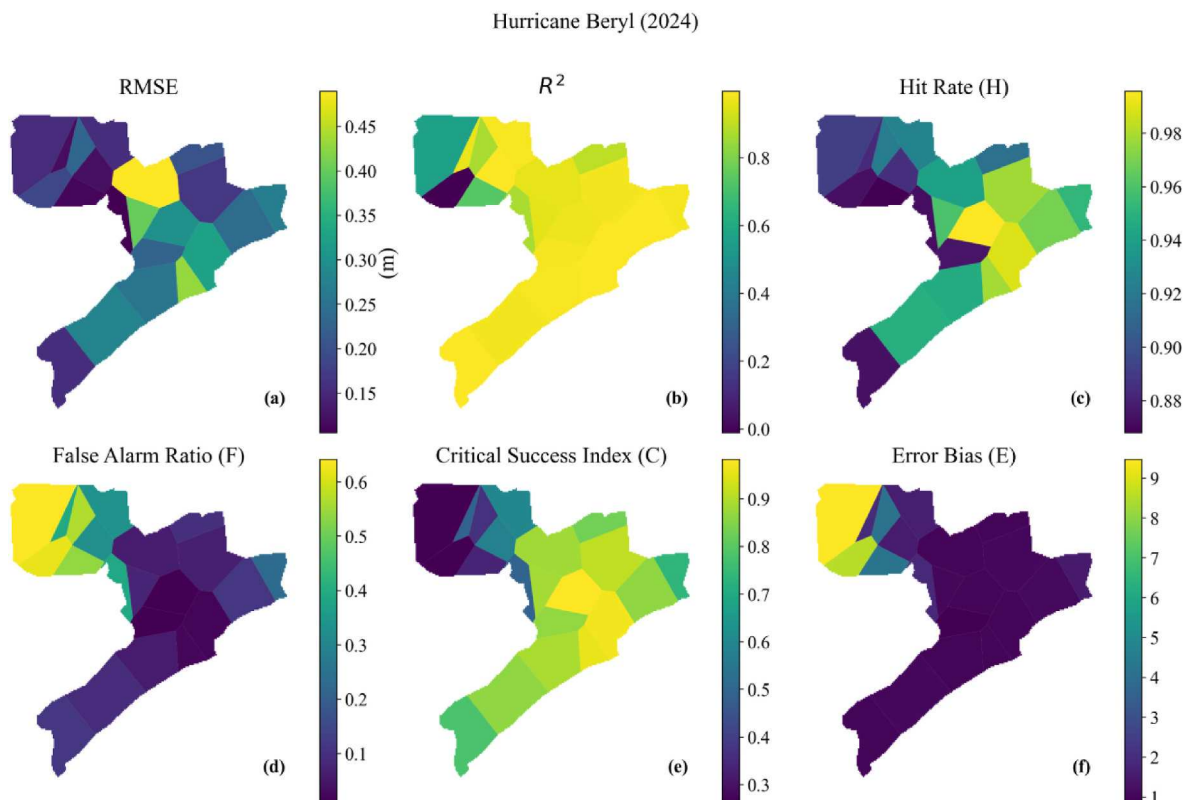 Hurricane Beryl (2024)
RMSE
0.45
0.40
0.35
0.30
0.25
0.20
0.15
(m)
(a)
R²
0.8
0.6
0.4
0.2
0.0
(b)
Hit Rate (H)
0.98
0.96
0.94
0.92
0.90
0.88
(c)
False Alarm Ratio (F)
0.6
0.5
0.4
0.3
0.2
0.1
(d)
Critical Success Index (C)
0.9
0.8
0.7
0.6
0.5
0.4
0.3
(e)
Error Bias (E)
9
8
7
6
5
4
3
2
1
(f)